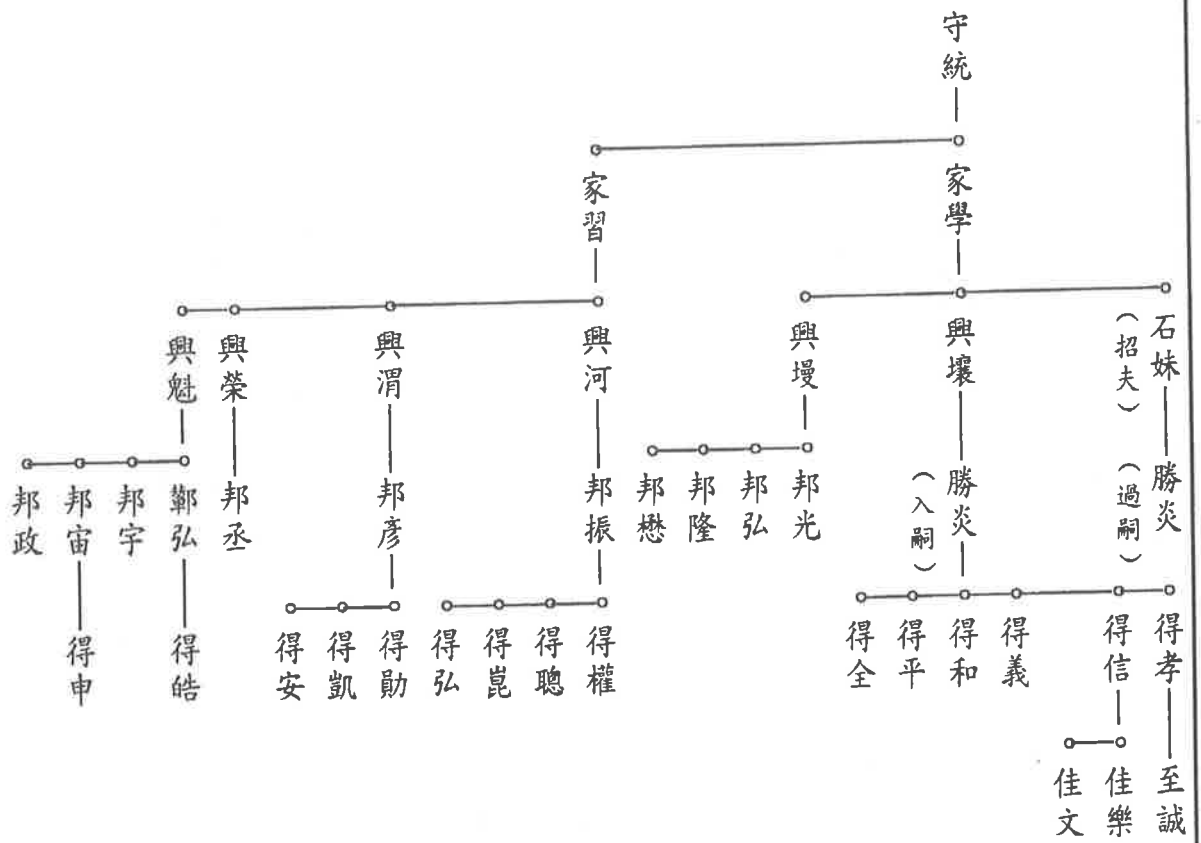 守統
家學
家習
石妹
（招夫）
興壤
興墁
興河
興渭
興榮
興魁
勝炎
（過嗣）
勝炎
（入嗣）
邦光
邦弘
邦隆
邦懋
邦振
邦彥
邦丞
鄿弘
邦宇
邦宙
邦政
得孝
得信
得義
得和
得平
得全
得權
得聰
得崑
得弘
得勛
得凱
得安
得皓
得申
至誠
佳樂
佳文